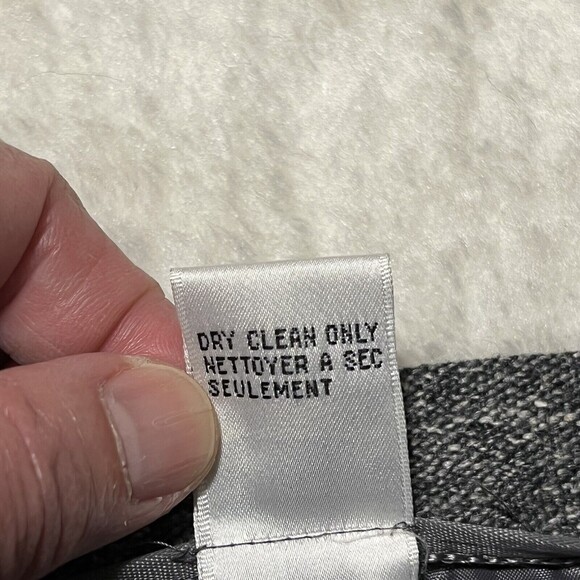 DRY CLEAN ONLY
NETTOYER A SEC
SEULEMENT